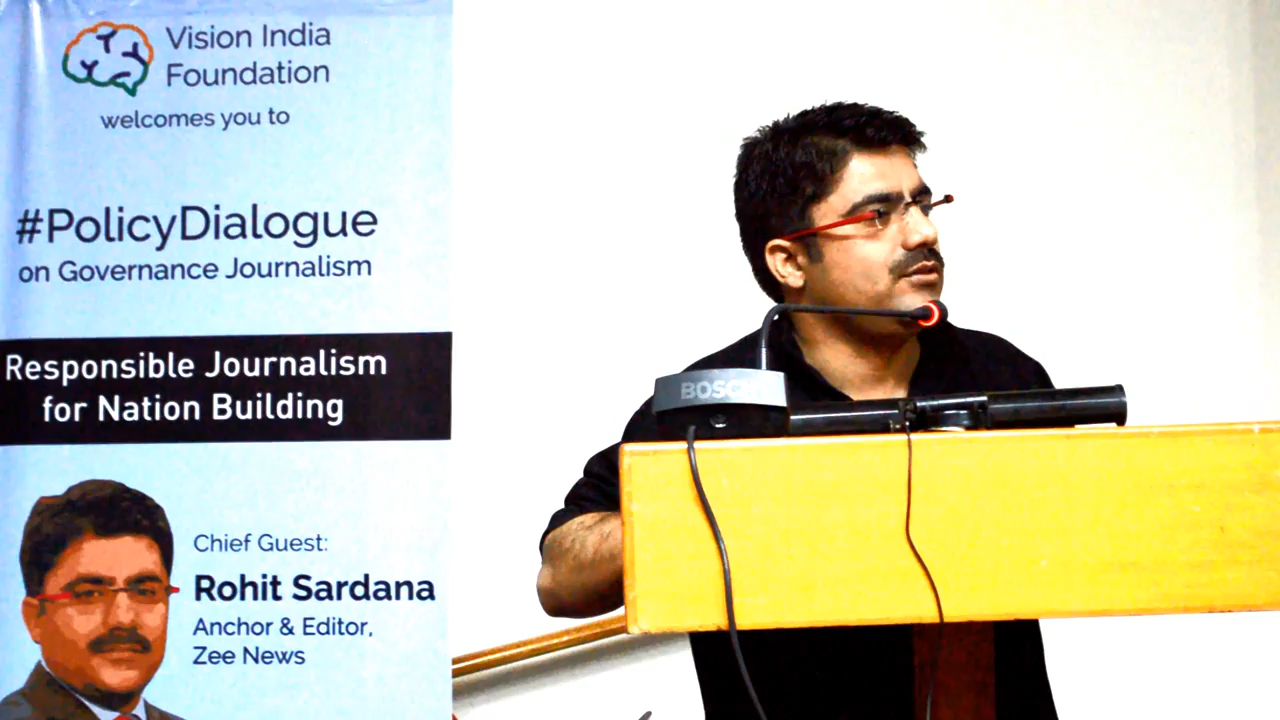 Vision India
Foundation
welcomes you to
#PolicyDialogue
on Governance Journalism
Responsible Journalism
for Nation Building
Chief Guest:
Rohit Sardana
Anchor & Editor,
Zee News
BOSCH